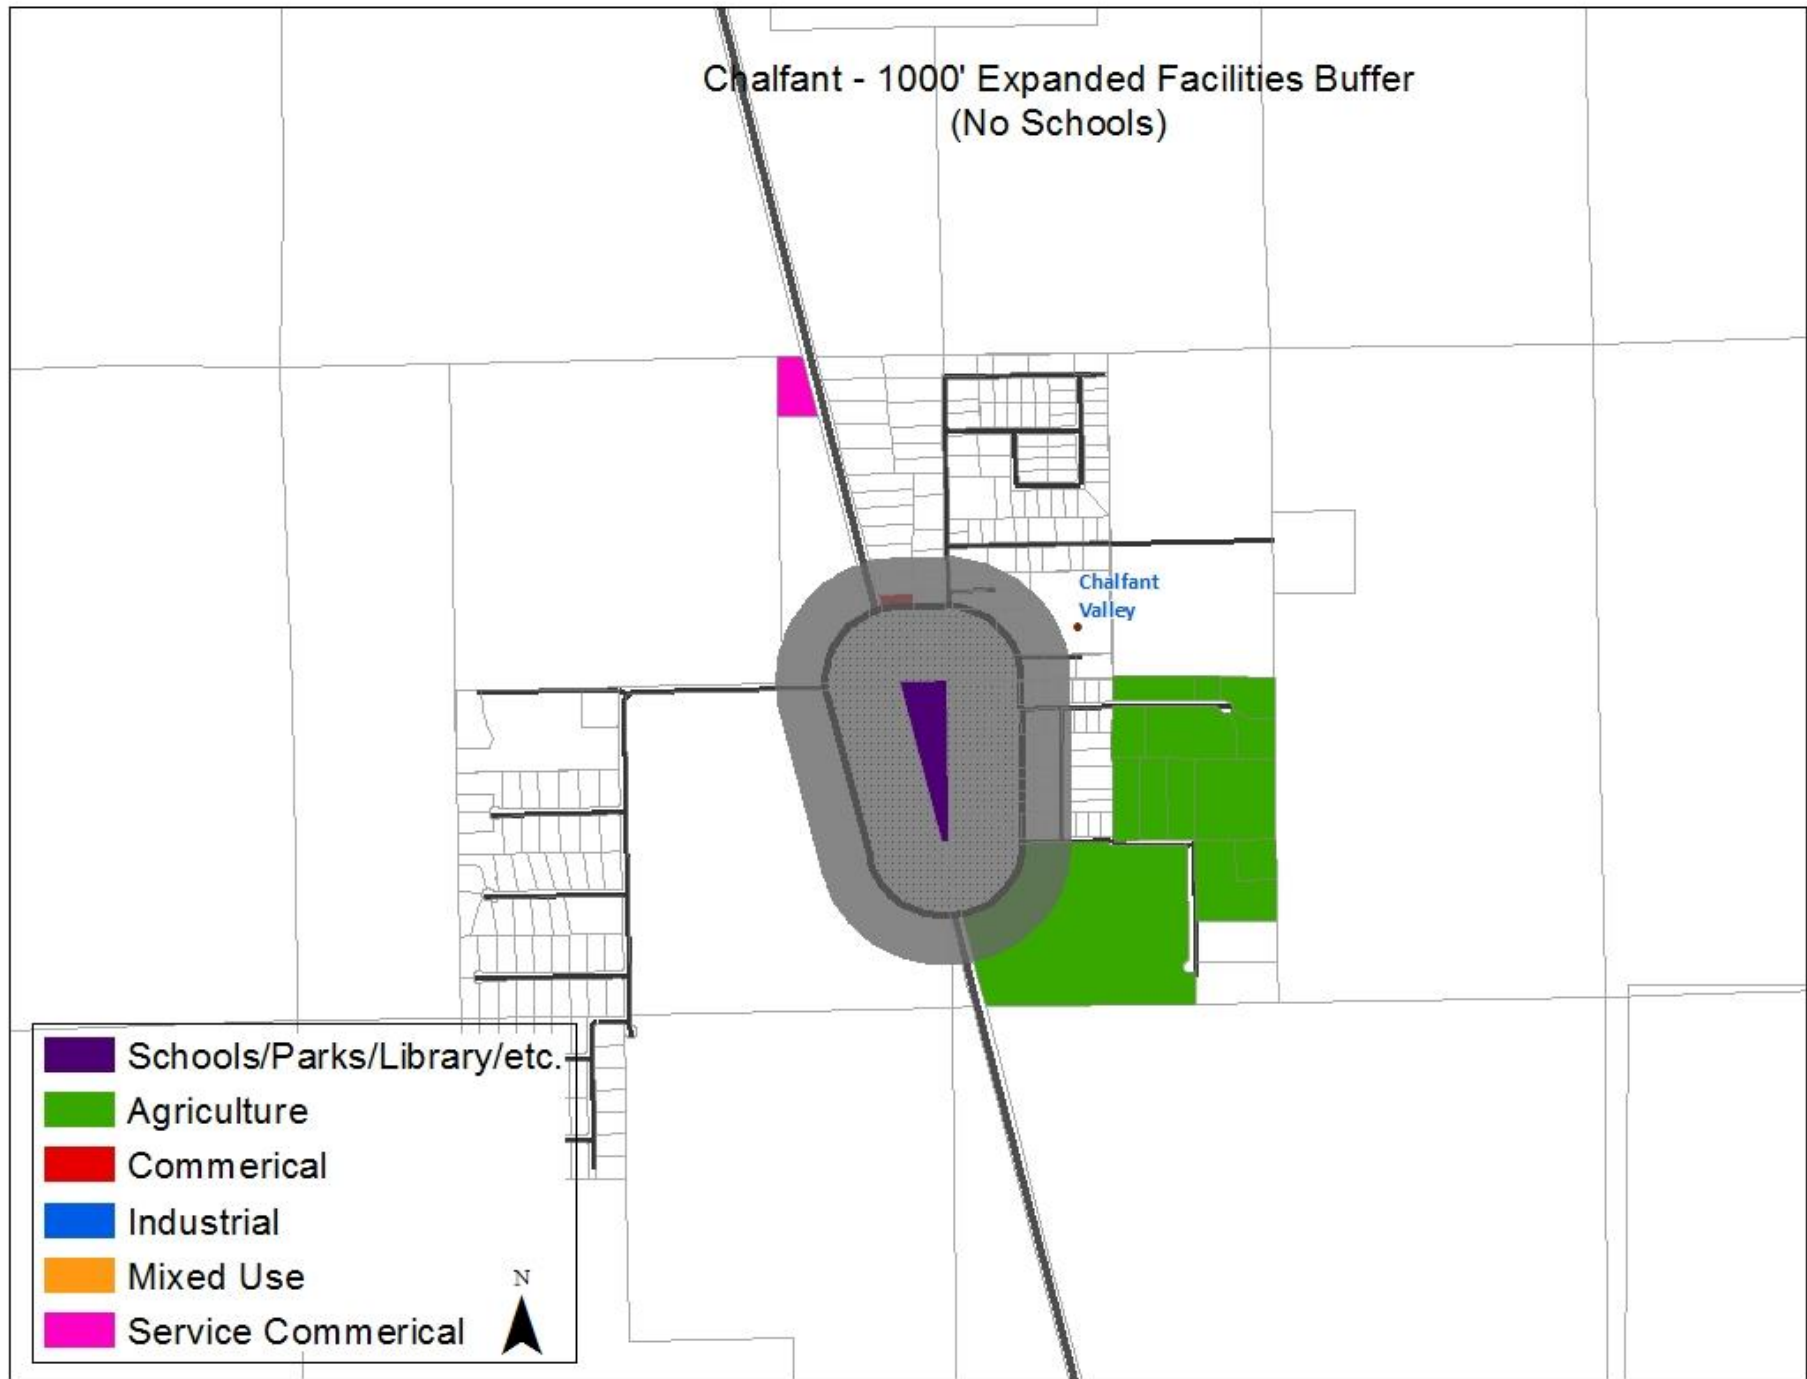 Chalfant - 1000' Expanded Facilities Buffer
(No Schools)
Chalfant
Valley
Schools/Parks/Library/etc.
Agriculture
Commerical
Industrial
Mixed Use
Service Commerical
N